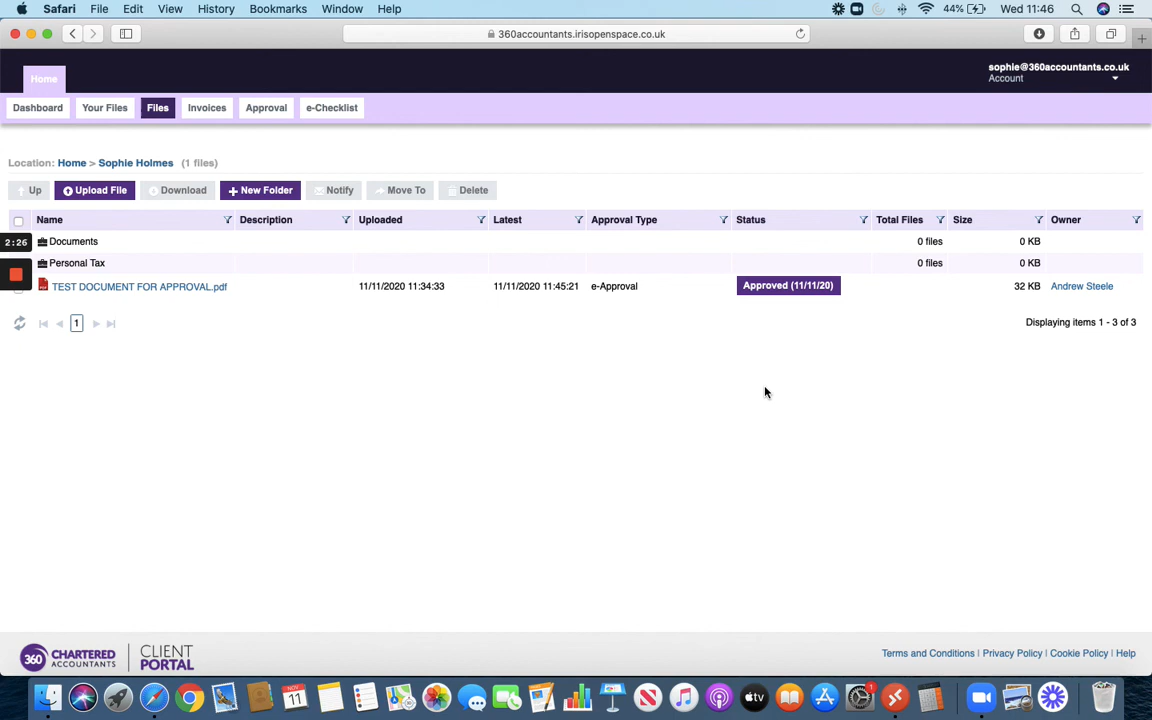 Safari File Edit View History Bookmarks Window Help 44% Wed 11:46
360accountants.irisopenspace.co.uk
Home
sophie@360accountants.co.uk
Account
Dashboard Your Files Files Invoices Approval e-Checklist
Location: Home > Sophie Holmes (1 files)
Up Upload File Download New Folder Notify Move To Delete
Name Description Uploaded Latest Approval Type Status Total Files Size Owner
2:26 Documents 0 files 0 KB
Personal Tax 0 files 0 KB
TEST DOCUMENT FOR APPROVAL.pdf 11/11/2020 11:34:33 11/11/2020 11:45:21 e-Approval Approved (11/11/20) 32 KB Andrew Steele
1 Displaying items 1 - 3 of 3
360 CHARTERED ACCOUNTANTS CLIENT PORTAL
Terms and Conditions | Privacy Policy | Cookie Policy | Help
NOV 11 tv 1